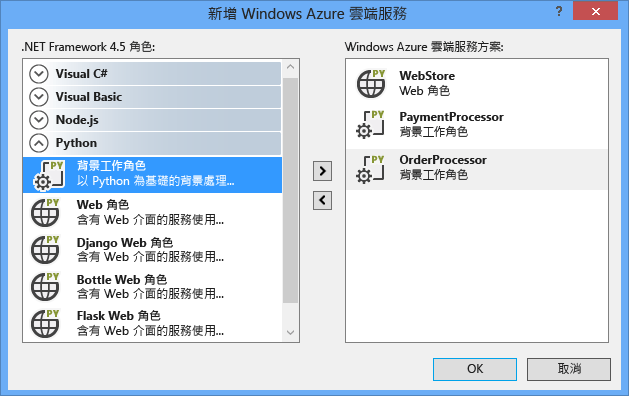 新增 Windows Azure 雲端服務
? ×
.NET Framework 4.5 角色:
Visual C#
Visual Basic
Node.js
Python
PY
背景工作角色
以 Python 為基礎的背景處理...
PY
Web 角色
含有 Web 介面的服務使用...
PY
Django Web 角色
含有 Web 介面的服務使用...
PY
Bottle Web 角色
含有 Web 介面的服務使用...
PY
Flask Web 角色
含有 Web 介面的服務使用...
Windows Azure 雲端服務方案:
PY
WebStore
Web 角色
PY
PaymentProcessor
背景工作角色
PY
OrderProcessor
背景工作角色
OK
取消